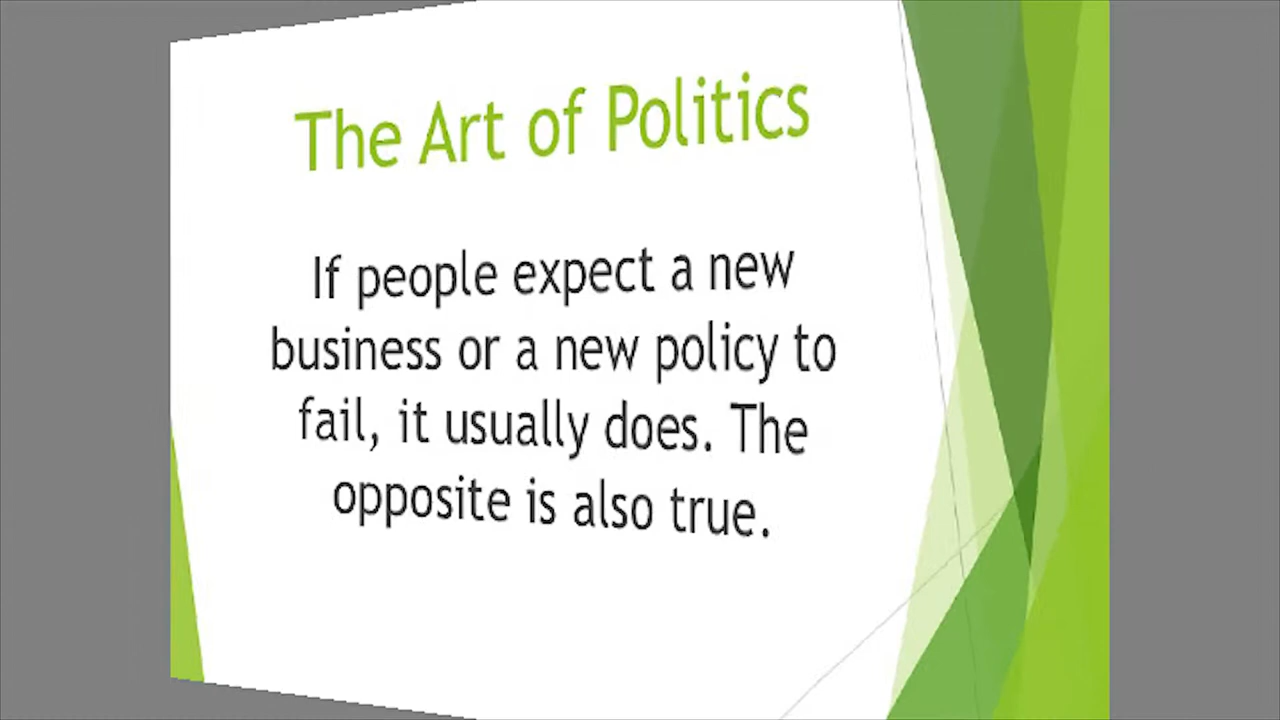 The Art of Politics
If people expect a new
business or a new policy to
fail, it usually does. The
opposite is also true.